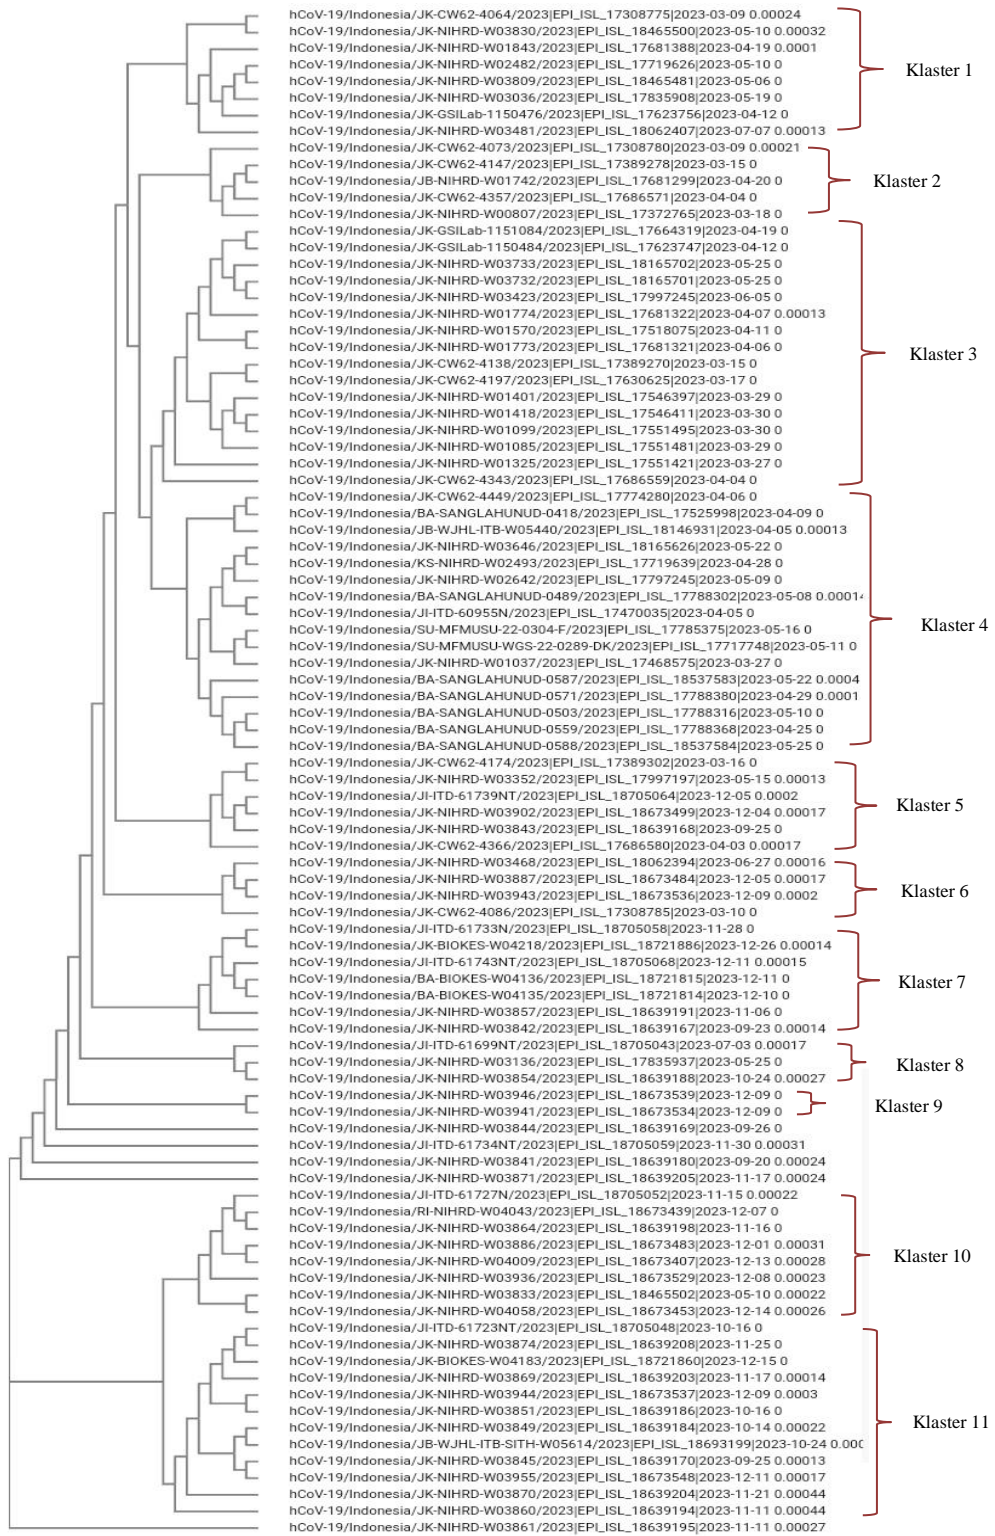 hCoV-19/Indonesia/JK-CW62-4064/2023|EPI_ISL_17308775|2023-03-09 0.00024
hCoV-19/Indonesia/JK-NIHRD-W03830/2023|EPI_ISL_18465500|2023-05-10 0.00032
hCoV-19/Indonesia/JK-NIHRD-W01843/2023|EPI_ISL_17681388|2023-04-19 0.0001
hCoV-19/Indonesia/JK-NIHRD-W02482/2023|EPI_ISL_17719626|2023-05-10 0
Klaster 1
hCoV-19/Indonesia/JK-NIHRD-W03809/2023|EPI_ISL_18465481|2023-05-06 0
hCoV-19/Indonesia/JK-NIHRD-W03036/2023|EPI_ISL_17835908|2023-05-19 0
hCoV-19/Indonesia/JK-GSILab-1150476/2023|EPI_ISL_17623756|2023-04-12 0
hCoV-19/Indonesia/JK-NIHRD-W03481/2023|EPI_ISL_18062407|2023-07-07 0.00013
hCoV-19/Indonesia/JK-CW62-4073/2023|EPI_ISL_17308780|2023-03-09 0.00021
hCoV-19/Indonesia/JK-CW62-4147/2023|EPI_ISL_17389278|2023-03-15 0
hCoV-19/Indonesia/JB-NIHRD-W01742/2023|EPI_ISL_17681299|2023-04-20 0
Klaster 2
hCoV-19/Indonesia/JK-CW62-4357/2023|EPI_ISL_17686571|2023-04-04 0
hCoV-19/Indonesia/JK-NIHRD-W00807/2023|EPI_ISL_17372765|2023-03-18 0
hCoV-19/Indonesia/JK-GSILab-1151084/2023|EPI_ISL_17664319|2023-04-19 0
hCoV-19/Indonesia/JK-GSILab-1150484/2023|EPI_ISL_17623747|2023-04-12 0
hCoV-19/Indonesia/JK-NIHRD-W03733/2023|EPI_ISL_18165702|2023-05-25 0
hCoV-19/Indonesia/JK-NIHRD-W03732/2023|EPI_ISL_18165701|2023-05-25 0
hCoV-19/Indonesia/JK-NIHRD-W03423/2023|EPI_ISL_17997245|2023-06-05 0
hCoV-19/Indonesia/JK-NIHRD-W01774/2023|EPI_ISL_17681322|2023-04-07 0.00013
hCoV-19/Indonesia/JK-NIHRD-W01570/2023|EPI_ISL_17518075|2023-04-11 0
hCoV-19/Indonesia/JK-NIHRD-W01773/2023|EPI_ISL_17681321|2023-04-06 0
Klaster 3
hCoV-19/Indonesia/JK-CW62-4138/2023|EPI_ISL_17389270|2023-03-15 0
hCoV-19/Indonesia/JK-CW62-4197/2023|EPI_ISL_17630625|2023-03-17 0
hCoV-19/Indonesia/JK-NIHRD-W01401/2023|EPI_ISL_17546397|2023-03-29 0
hCoV-19/Indonesia/JK-NIHRD-W01418/2023|EPI_ISL_17546411|2023-03-30 0
hCoV-19/Indonesia/JK-NIHRD-W01099/2023|EPI_ISL_17551495|2023-03-30 0
hCoV-19/Indonesia/JK-NIHRD-W01085/2023|EPI_ISL_17551481|2023-03-29 0
hCoV-19/Indonesia/JK-NIHRD-W01325/2023|EPI_ISL_17551421|2023-03-27 0
hCoV-19/Indonesia/JK-CW62-4343/2023|EPI_ISL_17686559|2023-04-04 0
hCoV-19/Indonesia/JK-CW62-4449/2023|EPI_ISL_17774280|2023-04-06 0
hCoV-19/Indonesia/BA-SANGLAHUNUD-0418/2023|EPI_ISL_17525998|2023-04-09 0
hCoV-19/Indonesia/JB-WJHL-ITB-W05440/2023|EPI_ISL_18146931|2023-04-05 0.00013
hCoV-19/Indonesia/JK-NIHRD-W03646/2023|EPI_ISL_18165626|2023-05-22 0
hCoV-19/Indonesia/KS-NIHRD-W02493/2023|EPI_ISL_17719639|2023-04-28 0
hCoV-19/Indonesia/JK-NIHRD-W02642/2023|EPI_ISL_17797245|2023-05-09 0
hCoV-19/Indonesia/BA-SANGLAHUNUD-0489/2023|EPI_ISL_17788302|2023-05-08 0.00014
hCoV-19/Indonesia/JI-ITD-60955N/2023|EPI_ISL_17470035|2023-04-05 0
Klaster 4
hCoV-19/Indonesia/SU-MFMUSU-22-0304-F/2023|EPI_ISL_17785375|2023-05-16 0
hCoV-19/Indonesia/SU-MFMUSU-WGS-22-0289-DK/2023|EPI_ISL_17717748|2023-05-11 0
hCoV-19/Indonesia/JK-NIHRD-W01037/2023|EPI_ISL_17468575|2023-03-27 0
hCoV-19/Indonesia/BA-SANGLAHUNUD-0587/2023|EPI_ISL_18537583|2023-05-22 0.0004
hCoV-19/Indonesia/BA-SANGLAHUNUD-0571/2023|EPI_ISL_17788380|2023-04-29 0.0001
hCoV-19/Indonesia/BA-SANGLAHUNUD-0503/2023|EPI_ISL_17788316|2023-05-10 0
hCoV-19/Indonesia/BA-SANGLAHUNUD-0559/2023|EPI_ISL_17788368|2023-04-25 0
hCoV-19/Indonesia/BA-SANGLAHUNUD-0588/2023|EPI_ISL_18537584|2023-05-25 0
hCoV-19/Indonesia/JK-CW62-4174/2023|EPI_ISL_17389302|2023-03-16 0
hCoV-19/Indonesia/JK-NIHRD-W03352/2023|EPI_ISL_17997197|2023-05-15 0.00013
hCoV-19/Indonesia/JI-ITD-61739NT/2023|EPI_ISL_18705064|2023-12-05 0.0002
Klaster 5
hCoV-19/Indonesia/JK-NIHRD-W03902/2023|EPI_ISL_18673499|2023-12-04 0.00017
hCoV-19/Indonesia/JK-NIHRD-W03843/2023|EPI_ISL_18639168|2023-09-25 0
hCoV-19/Indonesia/JK-CW62-4366/2023|EPI_ISL_17686580|2023-04-03 0.00017
hCoV-19/Indonesia/JK-NIHRD-W03468/2023|EPI_ISL_18062394|2023-06-27 0.00016
hCoV-19/Indonesia/JK-NIHRD-W03887/2023|EPI_ISL_18673484|2023-12-05 0.00017
Klaster 6
hCoV-19/Indonesia/JK-NIHRD-W03943/2023|EPI_ISL_18673536|2023-12-09 0.0002
hCoV-19/Indonesia/JK-CW62-4086/2023|EPI_ISL_17308785|2023-03-10 0
hCoV-19/Indonesia/JI-ITD-61733N/2023|EPI_ISL_18705058|2023-11-28 0
hCoV-19/Indonesia/JK-BIOKES-W04218/2023|EPI_ISL_18721886|2023-12-26 0.00014
hCoV-19/Indonesia/JI-ITD-61743NT/2023|EPI_ISL_18705068|2023-12-11 0.00015
hCoV-19/Indonesia/BA-BIOKES-W04136/2023|EPI_ISL_18721815|2023-12-11 0
Klaster 7
hCoV-19/Indonesia/BA-BIOKES-W04135/2023|EPI_ISL_18721814|2023-12-10 0
hCoV-19/Indonesia/JK-NIHRD-W03857/2023|EPI_ISL_18639191|2023-11-06 0
hCoV-19/Indonesia/JK-NIHRD-W03842/2023|EPI_ISL_18639167|2023-09-23 0.00014
hCoV-19/Indonesia/JI-ITD-61699NT/2023|EPI_ISL_18705043|2023-07-03 0.00017
hCoV-19/Indonesia/JK-NIHRD-W03136/2023|EPI_ISL_17835937|2023-05-25 0
Klaster 8
hCoV-19/Indonesia/JK-NIHRD-W03854/2023|EPI_ISL_18639188|2023-10-24 0.00027
hCoV-19/Indonesia/JK-NIHRD-W03946/2023|EPI_ISL_18673539|2023-12-09 0
Klaster 9
hCoV-19/Indonesia/JK-NIHRD-W03941/2023|EPI_ISL_18673534|2023-12-09 0
hCoV-19/Indonesia/JK-NIHRD-W03844/2023|EPI_ISL_18639169|2023-09-26 0
hCoV-19/Indonesia/JI-ITD-61734NT/2023|EPI_ISL_18705059|2023-11-30 0.00031
hCoV-19/Indonesia/JK-NIHRD-W03841/2023|EPI_ISL_18639180|2023-09-20 0.00024
hCoV-19/Indonesia/JK-NIHRD-W03871/2023|EPI_ISL_18639205|2023-11-17 0.00024
hCoV-19/Indonesia/JI-ITD-61727N/2023|EPI_ISL_18705052|2023-11-15 0.00022
hCoV-19/Indonesia/RI-NIHRD-W04043/2023|EPI_ISL_18673439|2023-12-07 0
hCoV-19/Indonesia/JK-NIHRD-W03864/2023|EPI_ISL_18639198|2023-11-16 0
hCoV-19/Indonesia/JK-NIHRD-W03886/2023|EPI_ISL_18673483|2023-12-01 0.00031
Klaster 10
hCoV-19/Indonesia/JK-NIHRD-W04009/2023|EPI_ISL_18673407|2023-12-13 0.00028
hCoV-19/Indonesia/JK-NIHRD-W03936/2023|EPI_ISL_18673529|2023-12-08 0.00023
hCoV-19/Indonesia/JK-NIHRD-W03833/2023|EPI_ISL_18465502|2023-05-10 0.00022
hCoV-19/Indonesia/JK-NIHRD-W04058/2023|EPI_ISL_18673453|2023-12-14 0.00026
hCoV-19/Indonesia/JI-ITD-61723NT/2023|EPI_ISL_18705048|2023-10-16 0
hCoV-19/Indonesia/JK-NIHRD-W03874/2023|EPI_ISL_18639208|2023-11-25 0
hCoV-19/Indonesia/JK-BIOKES-W04183/2023|EPI_ISL_18721860|2023-12-15 0
hCoV-19/Indonesia/JK-NIHRD-W03869/2023|EPI_ISL_18639203|2023-11-17 0.00014
hCoV-19/Indonesia/JK-NIHRD-W03944/2023|EPI_ISL_18673537|2023-12-09 0.0003
hCoV-19/Indonesia/JK-NIHRD-W03851/2023|EPI_ISL_18639186|2023-10-16 0
Klaster 11
hCoV-19/Indonesia/JK-NIHRD-W03849/2023|EPI_ISL_18639184|2023-10-14 0.00022
hCoV-19/Indonesia/JB-WJHL-ITB-SITH-W05614/2023|EPI_ISL_18693199|2023-10-24 0.000
hCoV-19/Indonesia/JK-NIHRD-W03845/2023|EPI_ISL_18639170|2023-09-25 0.00013
hCoV-19/Indonesia/JK-NIHRD-W03955/2023|EPI_ISL_18673548|2023-12-11 0.00017
hCoV-19/Indonesia/JK-NIHRD-W03870/2023|EPI_ISL_18639204|2023-11-21 0.00044
hCoV-19/Indonesia/JK-NIHRD-W03860/2023|EPI_ISL_18639194|2023-11-11 0.00044
hCoV-19/Indonesia/JK-NIHRD-W03861/2023|EPI_ISL_18639195|2023-11-11 0.00027